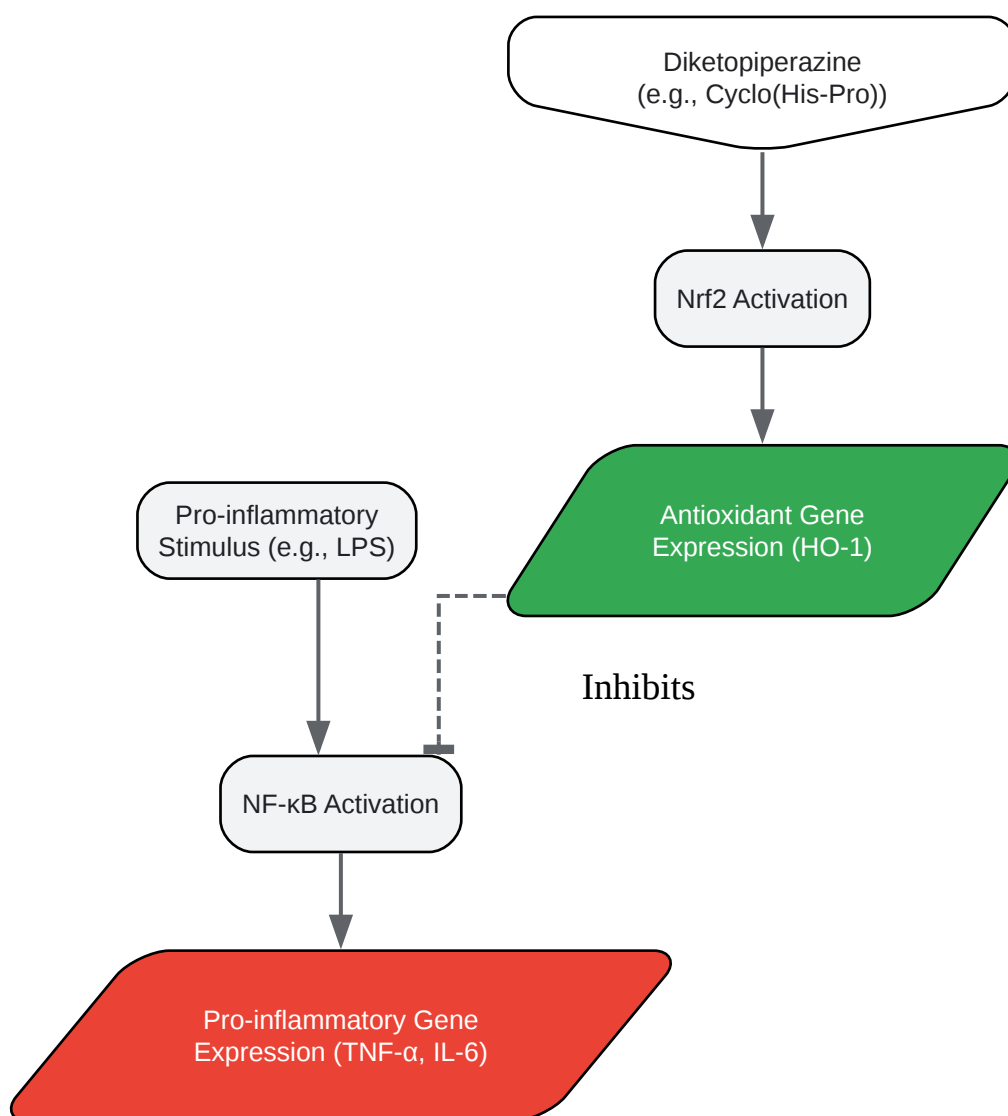 Diketopiperazine
(e.g., Cyclo(His-Pro))
Nrf2 Activation
Antioxidant Gene
Expression (HO-1)
Pro-inflammatory
Stimulus (e.g., LPS)
Inhibits
NF-κB Activation
Pro-inflammatory Gene
Expression (TNF-α, IL-6)